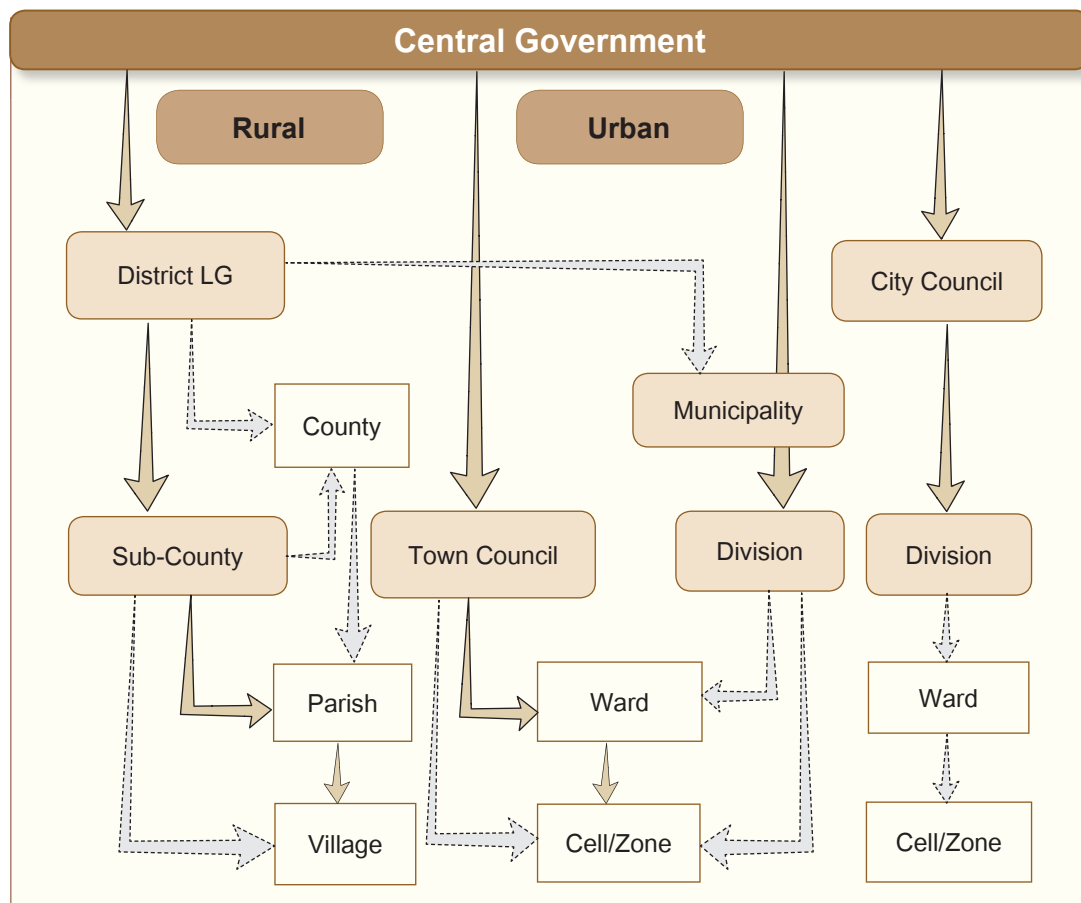 Central Government
Rural
Urban
District LG
City Council
Municipality
County
Sub-County
Town Council
Division
Division
Parish
Ward
Ward
Village
Cell/Zone
Cell/Zone